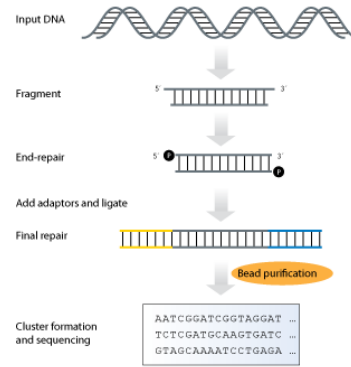 Input DNA
Fragment
5´ 3´
End-repair
5´ P 3´
P
Add adaptors and ligate
Final repair
Bead purification
Cluster formation
and sequencing
AATCGGATCGGTAGGAT ...
TCTCGATGCAAGTGATC ...
GTAGCAAAATCCTGAGA ...